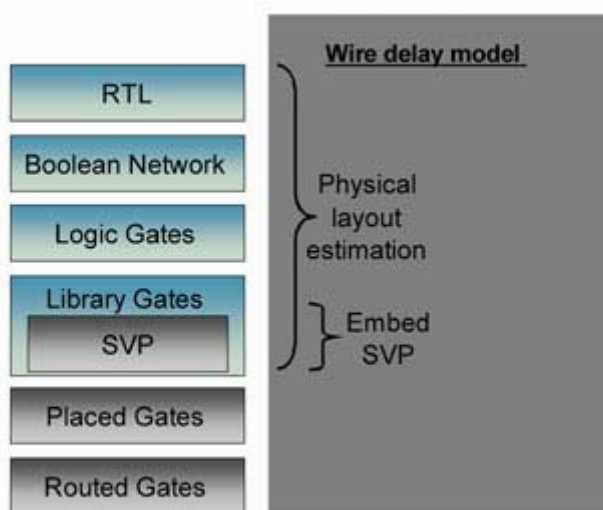 Wire delay model
RTL
Boolean Network
Logic Gates
Library Gates
SVP
Placed Gates
Routed Gates
Physical
layout
estimation
Embed
SVP